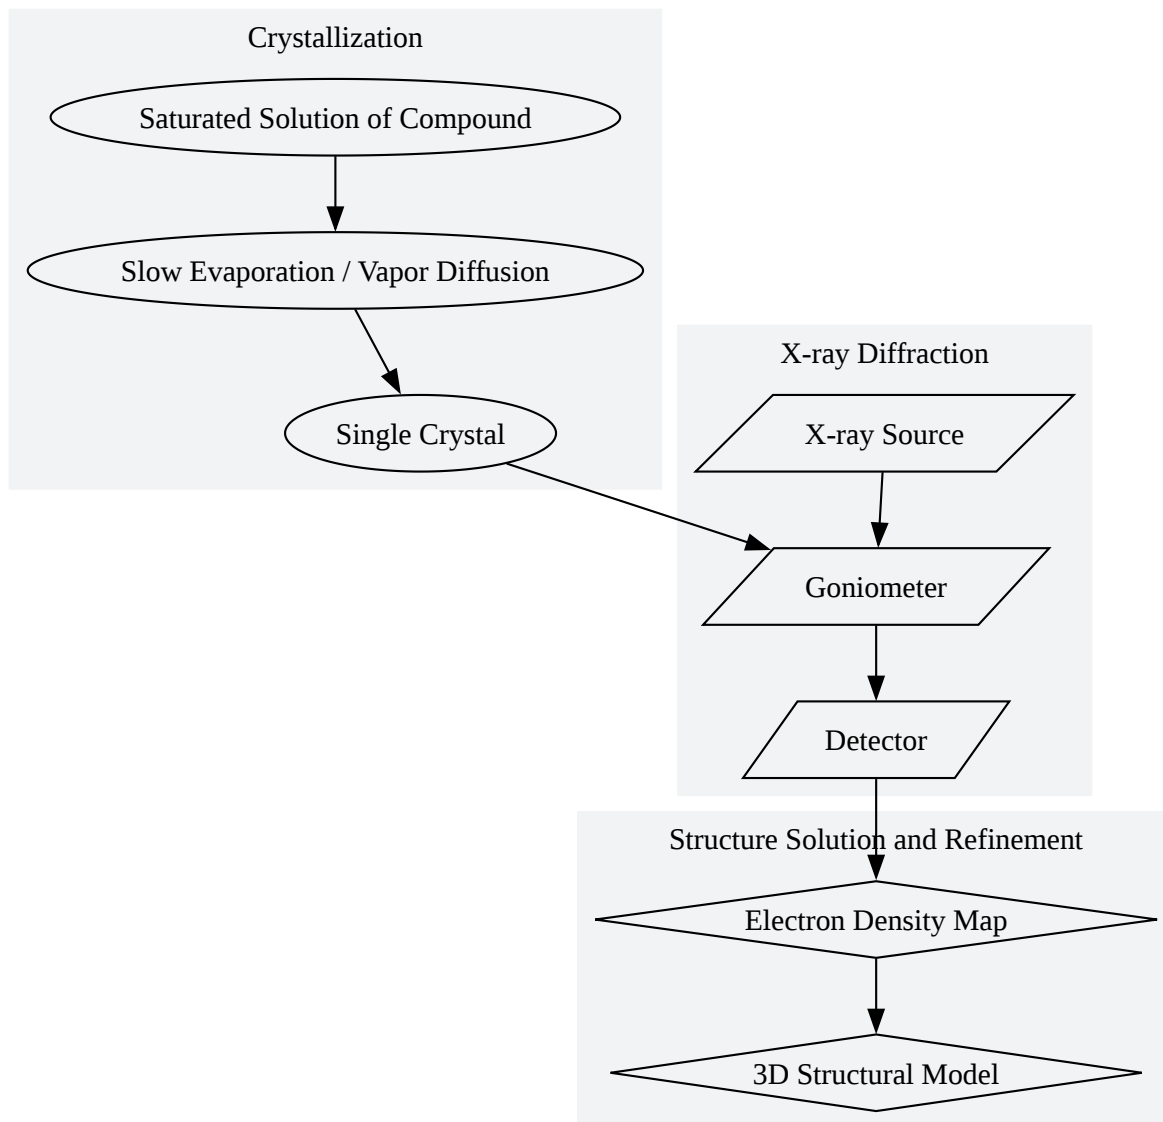 Crystallization
Saturated Solution of Compound
Slow Evaporation / Vapor Diffusion
Single Crystal
X-ray Diffraction
X-ray Source
Goniometer
Detector
Structure Solution and Refinement
Electron Density Map
3D Structural Model